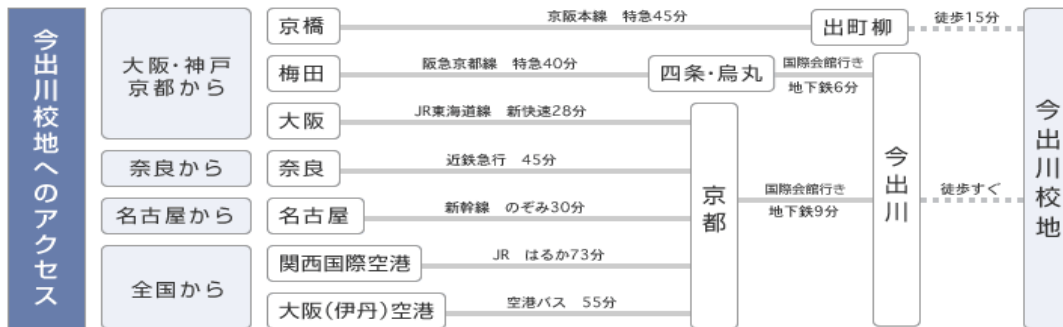 今出川校地へのアクセス
大阪・神戸
京都から
京橋
京阪本線 特急45分
出町柳
徒歩15分
梅田
阪急京都線 特急40分
四条・烏丸
国際会館行き
地下鉄6分
大阪
JR東海道線 新快速28分
奈良から
奈良
近鉄急行 45分
名古屋から
名古屋
新幹線 のぞみ30分
全国から
関西国際空港
JR はるか73分
大阪(伊丹)空港
空港バス 55分
京都
国際会館行き
地下鉄9分
今出川
徒歩すぐ
今出川校地